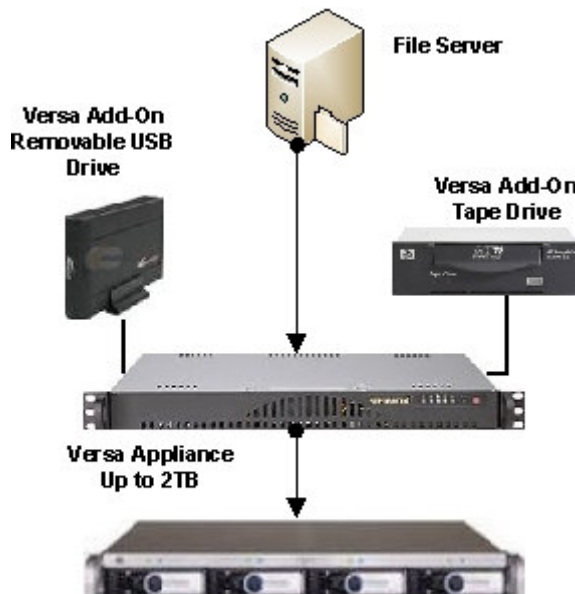 File Server
Versa Add-On
Removable USB
Drive
Versa Add-On
Tape Drive
Versa Appliance
Up to 2TB